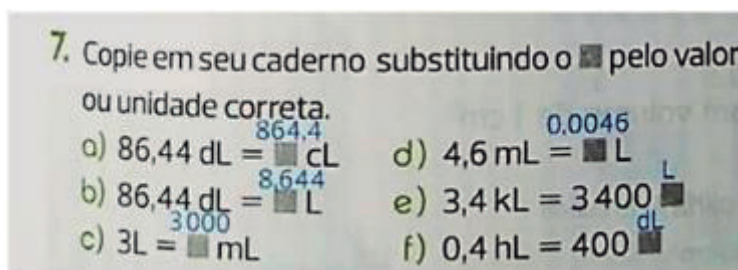 7. Copie em seu caderno substituindo o ■ pelo valor
ou unidade correta.
864,4
a) 86,44 dL = ■ cL
8,644
b) 86,44 dL = ■ L
3000
c) 3L = ■ mL
0,0046
d) 4,6 mL = ■ L
L
e) 3,4 kL = 3 400 ■
dL
f) 0,4 hL = 400 ■